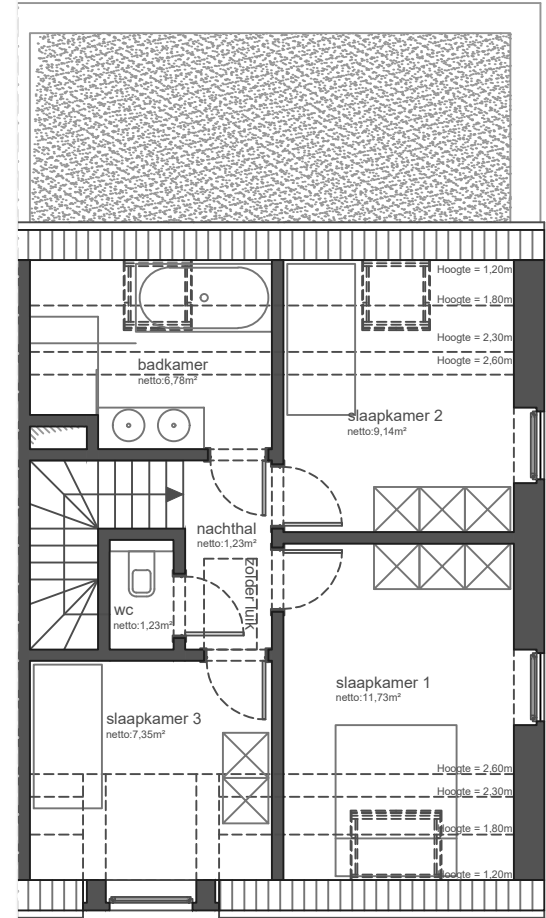 Hoogte = 1,20m
Hoogte = 1.80m
Hoogte = 2,30m
Hoogte = 2,60m
badkamer
netto:6,78m²
slaapkamer 2
netto:9,14m²
nachthal
netto:1,23m²
zolder luik
wc
netto:1,23m²
slaapkamer 1
netto:11,73m²
slaapkamer 3
netto:7,35m²
Hoogte = 2,60m
Hoogte = 2.30m
Hoogte = 1,80m
Hoogte = 1.20m